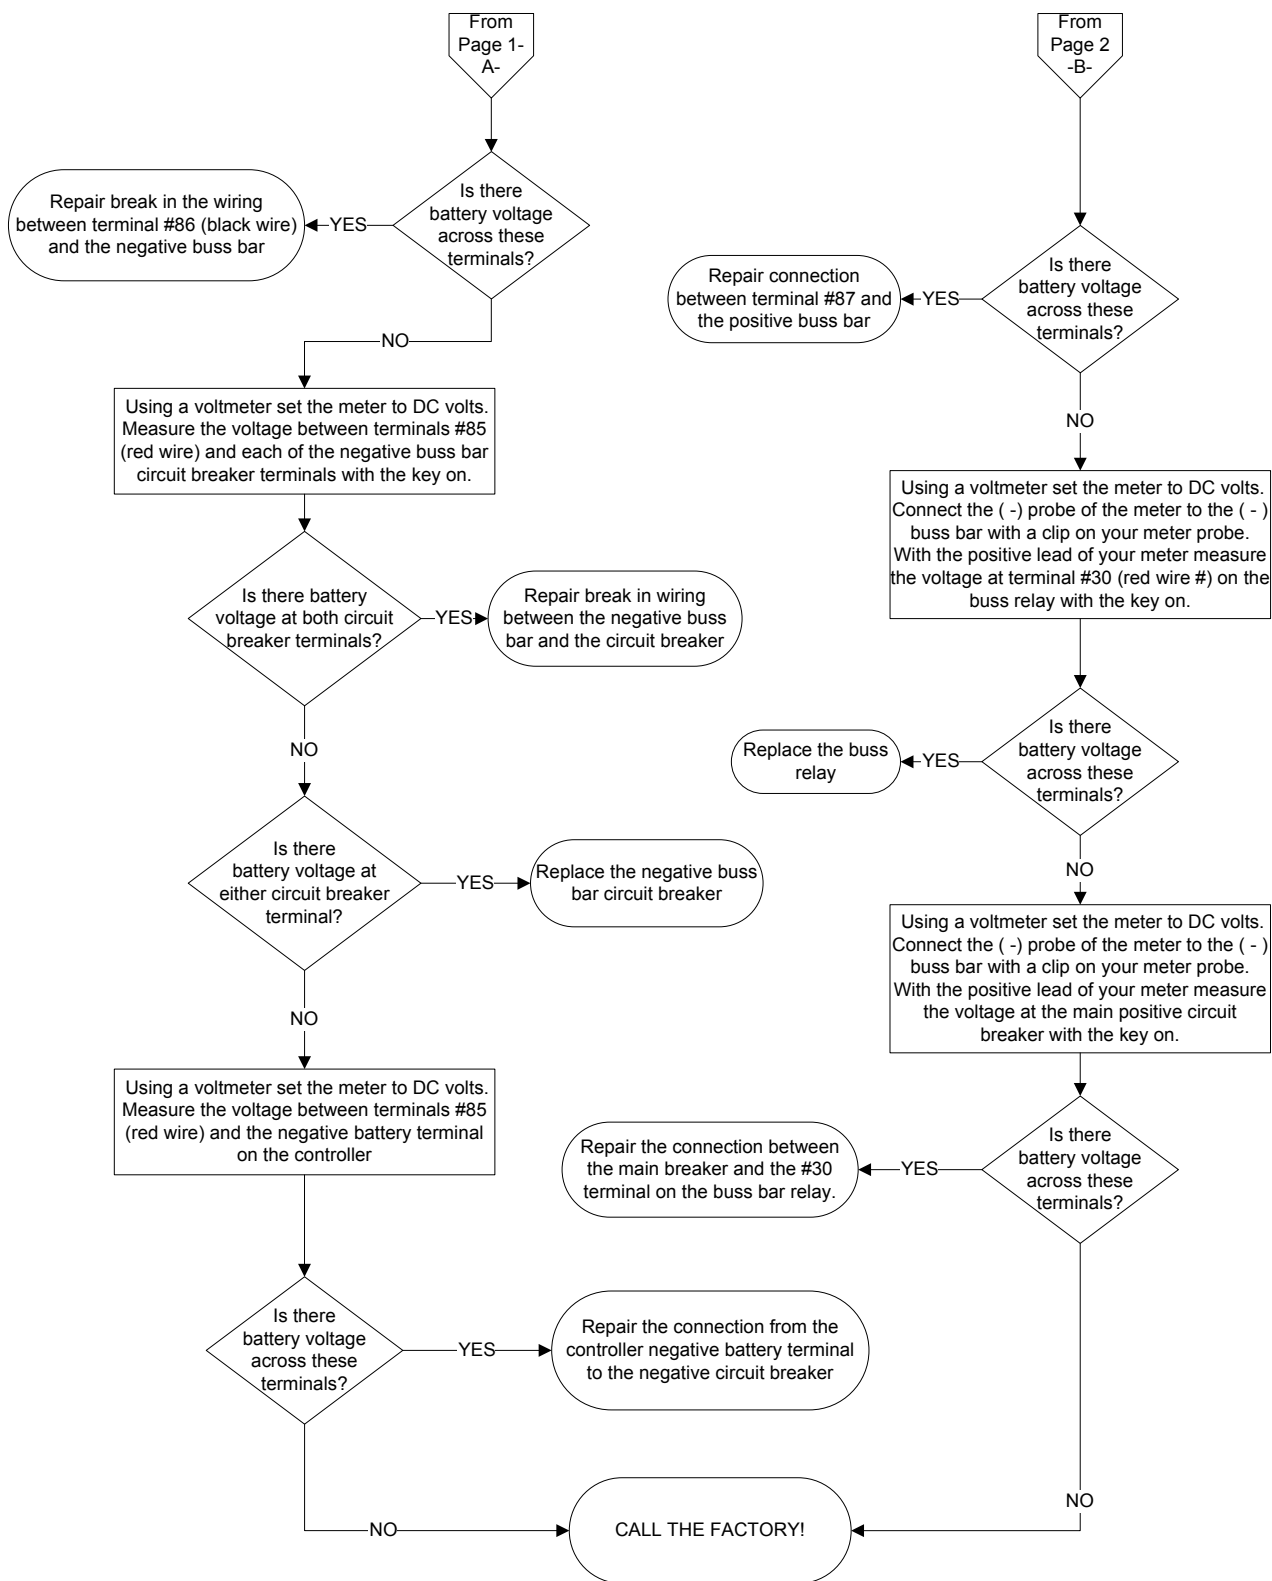 From
Page 1-
A-
Is there
battery voltage
across these
terminals?
YES
Repair break in the wiring
between terminal #86 (black wire)
and the negative buss bar
NO
Using a voltmeter set the meter to DC volts.
Measure the voltage between terminals #85
(red wire) and each of the negative buss bar
circuit breaker terminals with the key on.
Is there battery
voltage at both circuit
breaker terminals?
YES
Repair break in wiring
between the negative buss
bar and the circuit breaker
NO
Is there
battery voltage at
either circuit breaker
terminal?
YES
Replace the negative buss
bar circuit breaker
NO
Using a voltmeter set the meter to DC volts.
Measure the voltage between terminals #85
(red wire) and the negative battery terminal
on the controller
Is there
battery voltage
across these
terminals?
YES
Repair the connection from the
controller negative battery terminal
to the negative circuit breaker
NO
CALL THE FACTORY!
From
Page 2
-B-
Is there
battery voltage
across these
terminals?
YES
Repair connection
between terminal #87 and
the positive buss bar
NO
Using a voltmeter set the meter to DC volts.
Connect the ( -) probe of the meter to the ( - )
buss bar with a clip on your meter probe.
With the positive lead of your meter measure
the voltage at terminal #30 (red wire #) on the
buss relay with the key on.
Is there
battery voltage
across these
terminals?
YES
Replace the buss
relay
NO
Using a voltmeter set the meter to DC volts.
Connect the ( -) probe of the meter to the ( - )
buss bar with a clip on your meter probe.
With the positive lead of your meter measure
the voltage at the main positive circuit
breaker with the key on.
Is there
battery voltage
across these
terminals?
YES
Repair the connection between
the main breaker and the #30
terminal on the buss bar relay.
NO